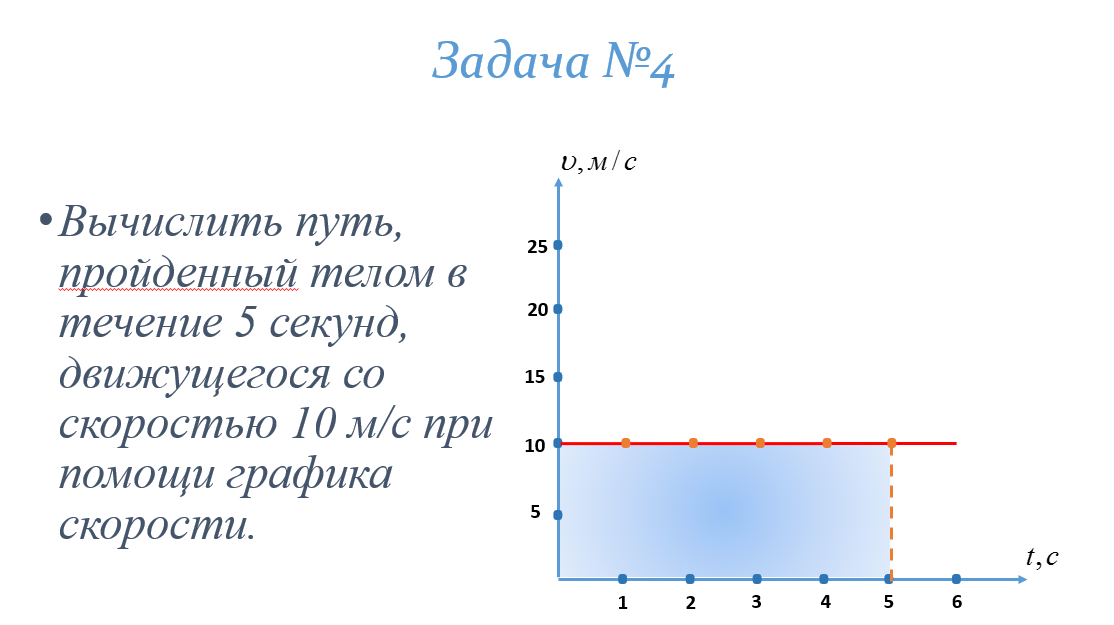 Задача №4
• Вычислить путь,
пройденный телом в
течение 5 секунд,
движущегося со
скоростью 10 м/с при
помощи графика
скорости.
υ, м / с
25
20
15
10
5
t, с
1 2 3 4 5 6